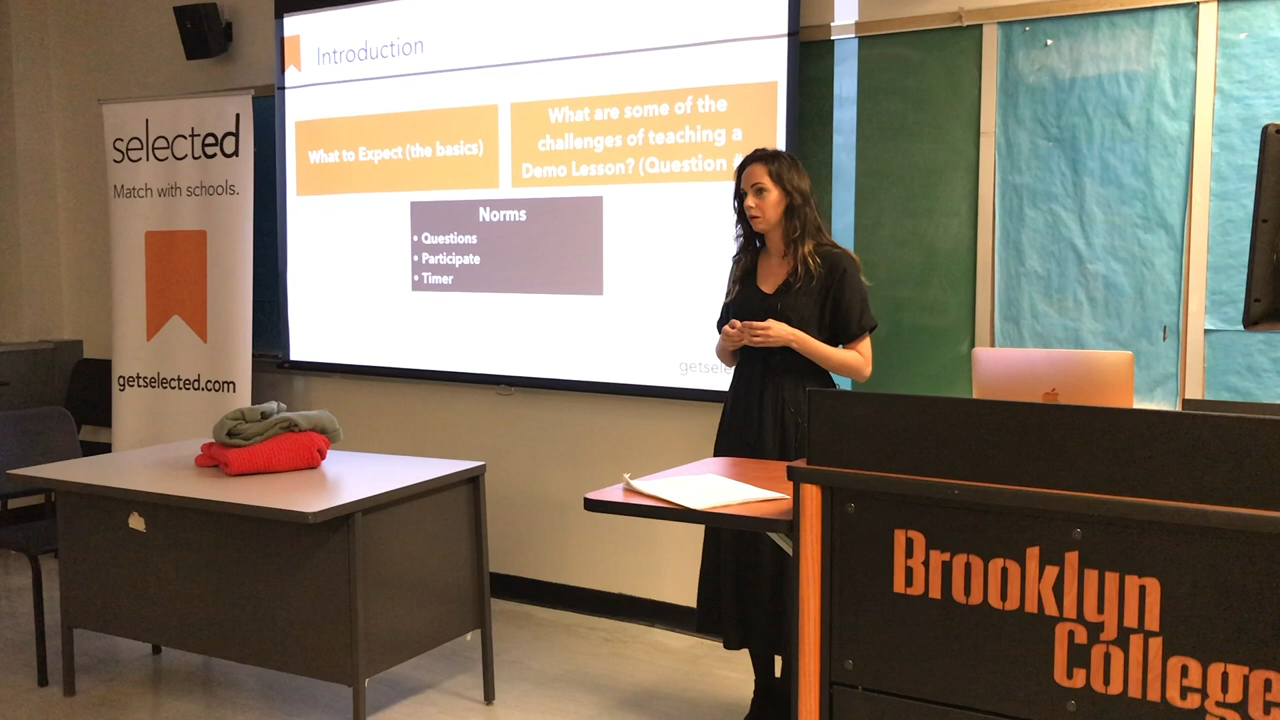 selected
Match with schools.
getselected.com
Introduction
What to Expect (the basics)
What are some of the
challenges of teaching a
Demo Lesson? (Question #
Norms
• Questions
• Participate
• Timer
getsele
Brooklyn
College